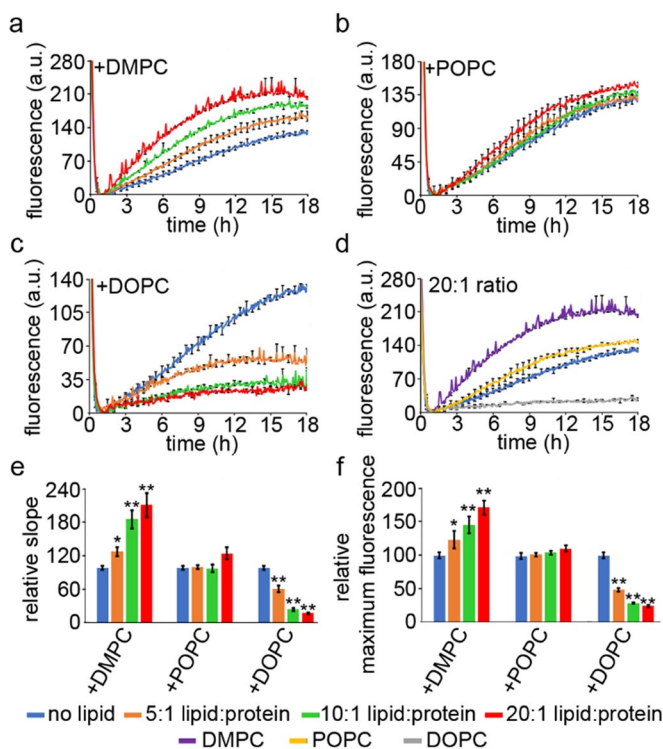 a
+DMPC
fluorescence (a.u.)
280
210
140
70
0
0 3 6 9 12 15 18
time (h)
b
+POPC
fluorescence (a.u.)
180
135
90
45
0
0 3 6 9 12 15 18
time (h)
c
+DOPC
fluorescence (a.u.)
140
105
70
35
0
0 3 6 9 12 15 18
time (h)
d
20:1 ratio
fluorescence (a.u.)
280
210
140
70
0
0 3 6 9 12 15 18
time (h)
e
relative slope
240
180
120
60
0
* ** **
** ** **
+DMPC
+POPC
+DOPC
f
relative
maximum fluorescence
200
150
100
50
0
* ** **
** ** **
+DMPC
+POPC
+DOPC
no lipid 5:1 lipid:protein 10:1 lipid:protein 20:1 lipid:protein
DMPC POPC DOPC